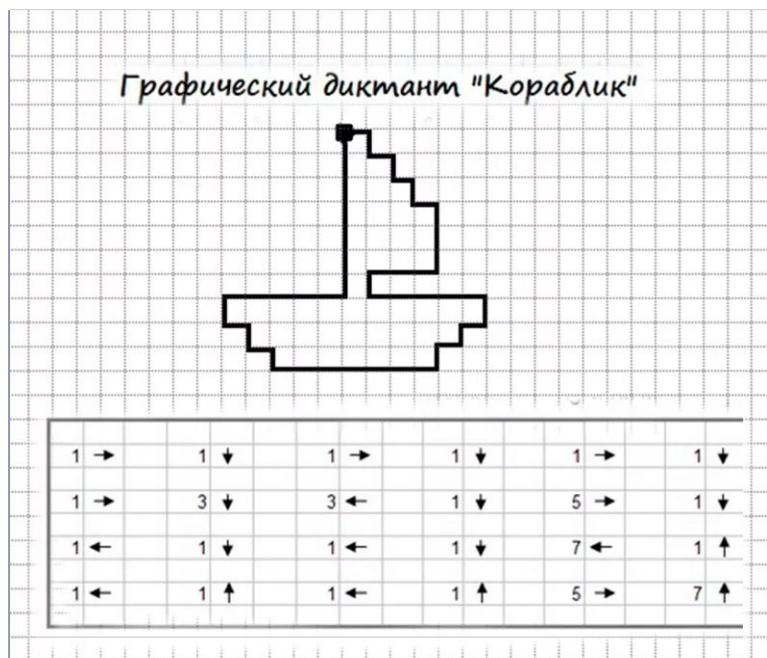 Графический диктант "Кораблик"
1 → 1 ↓ 1 → 1 ↓ 1 → 1 ↓
1 → 3 ↓ 3 ← 1 ↓ 5 → 1 ↓
1 ← 1 ↓ 1 ← 1 ↓ 7 ← 1 ↑
1 ← 1 ↑ 1 ← 1 ↑ 5 → 7 ↑